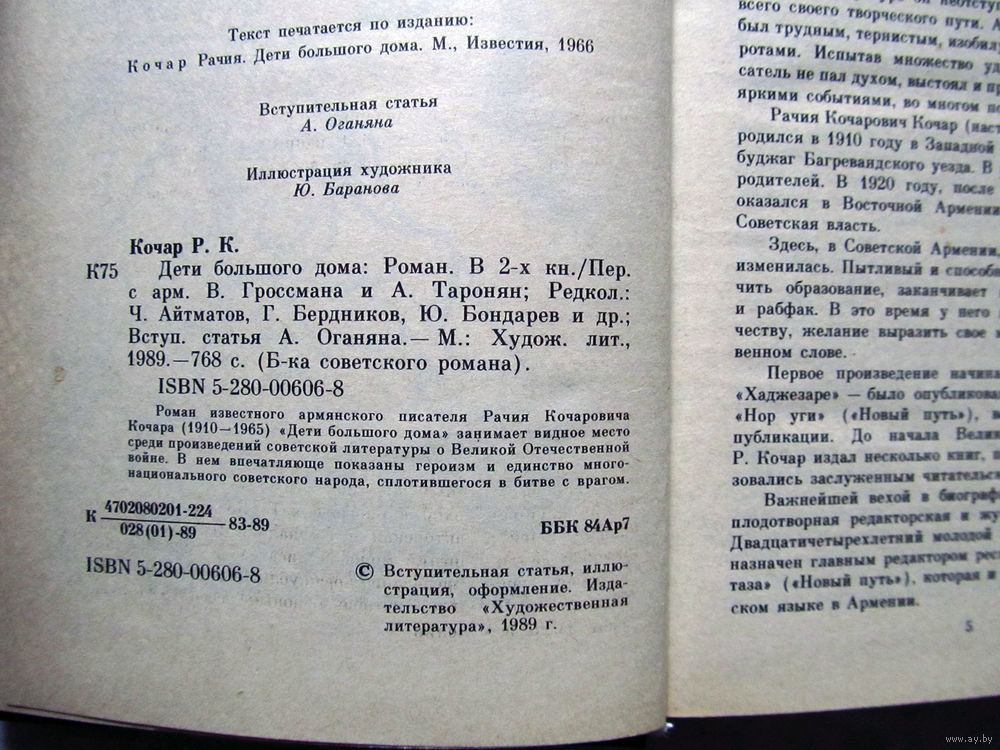 Текст печатается по изданию:
Кочар Рачия. Дети большого дома. М., Известия, 1966
Вступительная статья
А. Оганяна
Иллюстрация художника
Ю. Баранова
Кочар Р. К.
К75 Дети большого дома: Роман. В 2-х кн./Пер.
с арм. В. Гроссмана и А. Таронян; Редкол.:
Ч. Айтматов, Г. Бердников, Ю. Бондарев и др.;
Вступ. статья А. Оганяна.— М.: Худож. лит.,
1989.—768 с. (Б-ка советского романа).
ISBN 5-280-00606-8
Роман известного армянского писателя Рачия Кочаровича
Кочара (1910—1965) «Дети большого дома» занимает видное место
среди произведений советской литературы о Великой Отечественной
войне. В нем впечатляюще показаны героизм и единство много-
национального советского народа, сплотившегося в битве с врагом.
К 4702080201-224
028(01)-89
83-89
ББК 84Ар7
ISBN 5-280-00606-8
© Вступительная статья, иллю-
страция, оформление. Изда-
тельство «Художественная
литература», 1989 г.
всего своего творческого пути.
был трудным, тернистым,
ротами. Испытав множество
сатель не пал духом, выстоял и
яркими событиями, во многом
Рачия Кочарович Кочар
родился в 1910 году в Западной
буджаг Багреваядского уезда. В
родителей. В 1920 году, после
оказался в Восточной Армении
Советская власть.
Здесь, в Советской Армении,
изменилась. Пытливый и
чить образование, заканчивает
и рабфак. В это время у него
честву, желание выразить свое
венном слове.
Первое произведение
«Хаджезаре» — было
«Нор уги» («Новый путь»),
публикации. До начала
Р. Кочар издал несколько книг,
зовались заслуженным
Важнейшей вехой в
плодотворная редакторская и
Двадцатичетырехлетний молодой
назначен главным редактором
таза» («Новый путь»), которая
ском языке в Армении.
5
www.ay.by